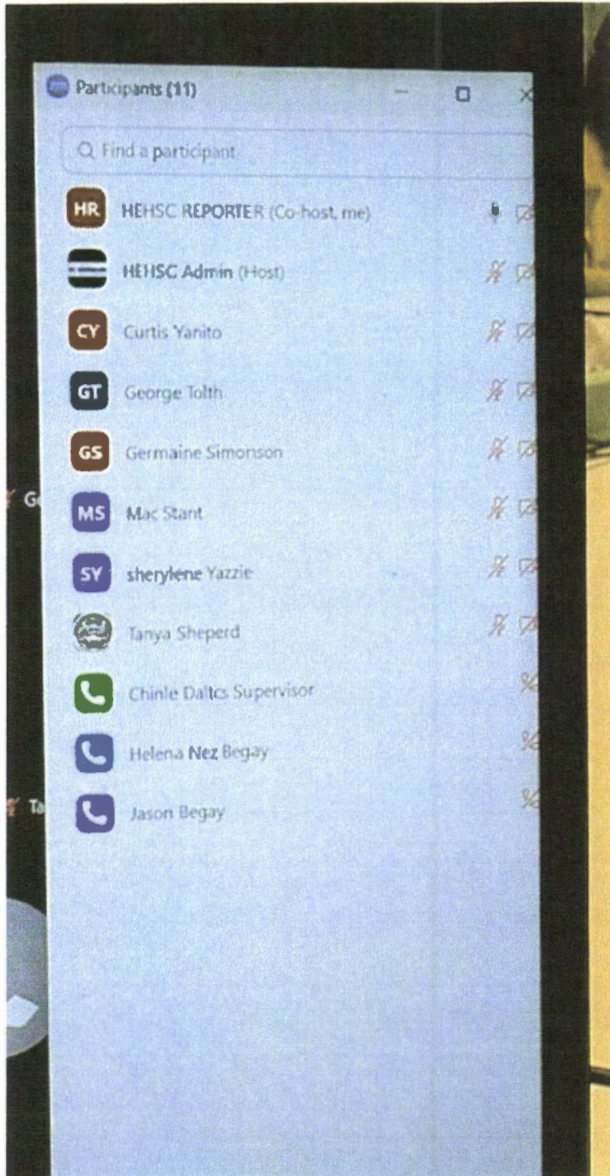 Participants (11)
Find a participant
HR HEHSC REPORTER (Co-host, me)
HEHSC Admin (Host)
CY Curtis Yanito
GT George Tolth
GS Germaine Simonson
Ge
MS Mac Stant
SY sherylene Yazzie
Tanya Sheperd
Chinle Daltcs Supervisor
Helena Nez Begay
Ta
Jason Begay